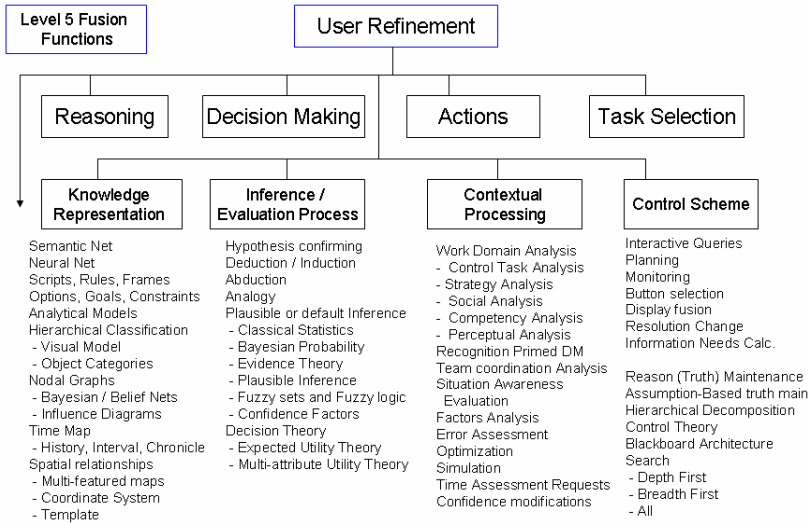 Level 5 Fusion
Functions
User Refinement
Reasoning
Decision Making
Actions
Task Selection
Knowledge
Representation
Semantic Net
Neural Net
Scripts, Rules, Frames
Options, Goals, Constraints
Analytical Models
Hierarchical Classification
- Visual Model
- Object Categories
Nodal Graphs
- Bayesian / Belief Nets
- Influence Diagrams
Time Map
- History, Interval, Chronicle
Spatial relationships
- Multi-featured maps
- Coordinate System
- Template
Inference /
Evaluation Process
Hypothesis confirming
Deduction / Induction
Abduction
Analogy
Plausible or default Inference
- Classical Statistics
- Bayesian Probability
- Evidence Theory
- Plausible Inference
- Fuzzy sets and Fuzzy logic
- Confidence Factors
Decision Theory
- Expected Utility Theory
- Multi-attribute Utility Theory
Contextual
Processing
Work Domain Analysis
- Control Task Analysis
- Strategy Analysis
- Social Analysis
- Competency Analysis
- Perceptual Analysis
Recognition Primed DM
Team coordination Analysis
Situation Awareness
Evaluation
Factors Analysis
Error Assessment
Optimization
Simulation
Time Assessment Requests
Confidence modifications
Control Scheme
Interactive Queries
Planning
Monitoring
Button selection
Display fusion
Resolution Change
Information Needs Calc.
Reason (Truth) Maintenance
Assumption-Based truth main
Hierarchical Decomposition
Control Theory
Blackboard Architecture
Search
- Depth First
- Breadth First
- All